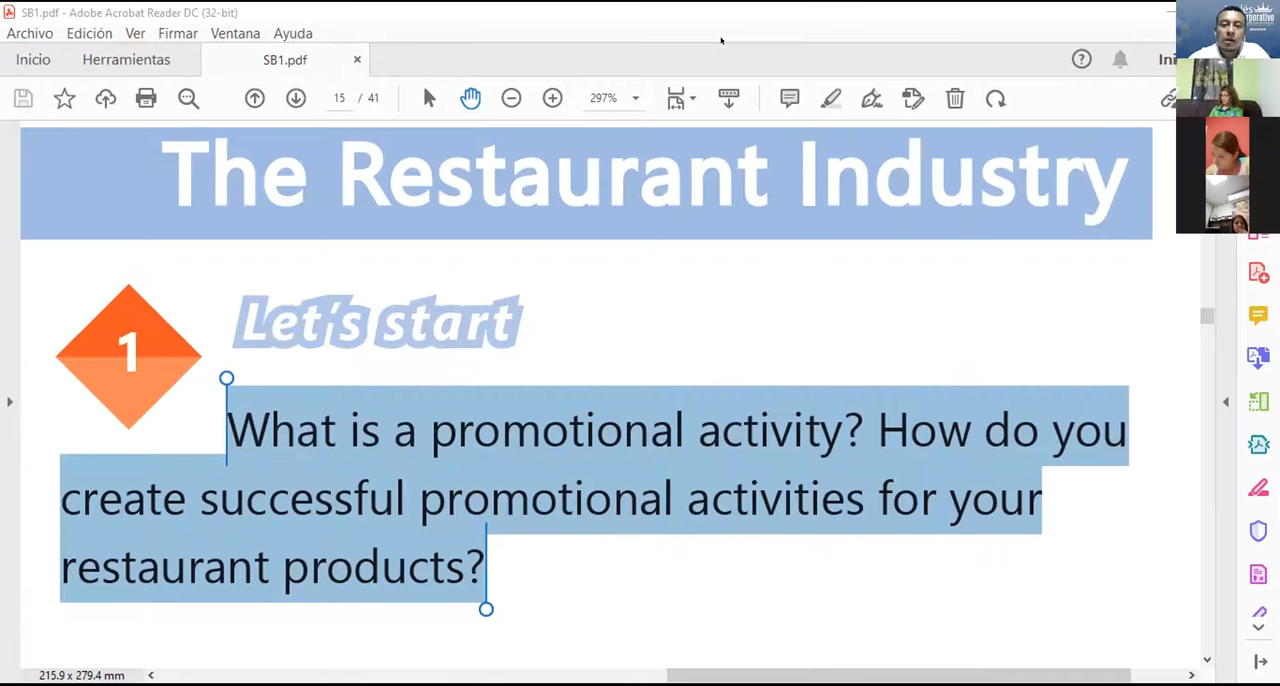 SB1.pdf - Adobe Acrobat Reader DC (32-bit)
Archivo Edición Ver Firmar Ventana Ayuda
Inicio Herramientas SB1.pdf ×
15 / 41 297%
The Restaurant Industry
1
Let's start
What is a promotional activity? How do you
create successful promotional activities for your
restaurant products?
215.9 x 279.4 mm